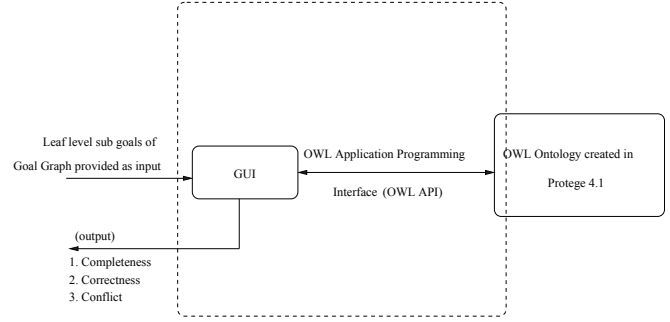 Leaf level sub goals of
Goal Graph provided as input
GUI
OWL Application Programming
Interface (OWL API)
OWL Ontology created in
Protege 4.1
(output)
1. Completeness
2. Correctness
3. Conflict